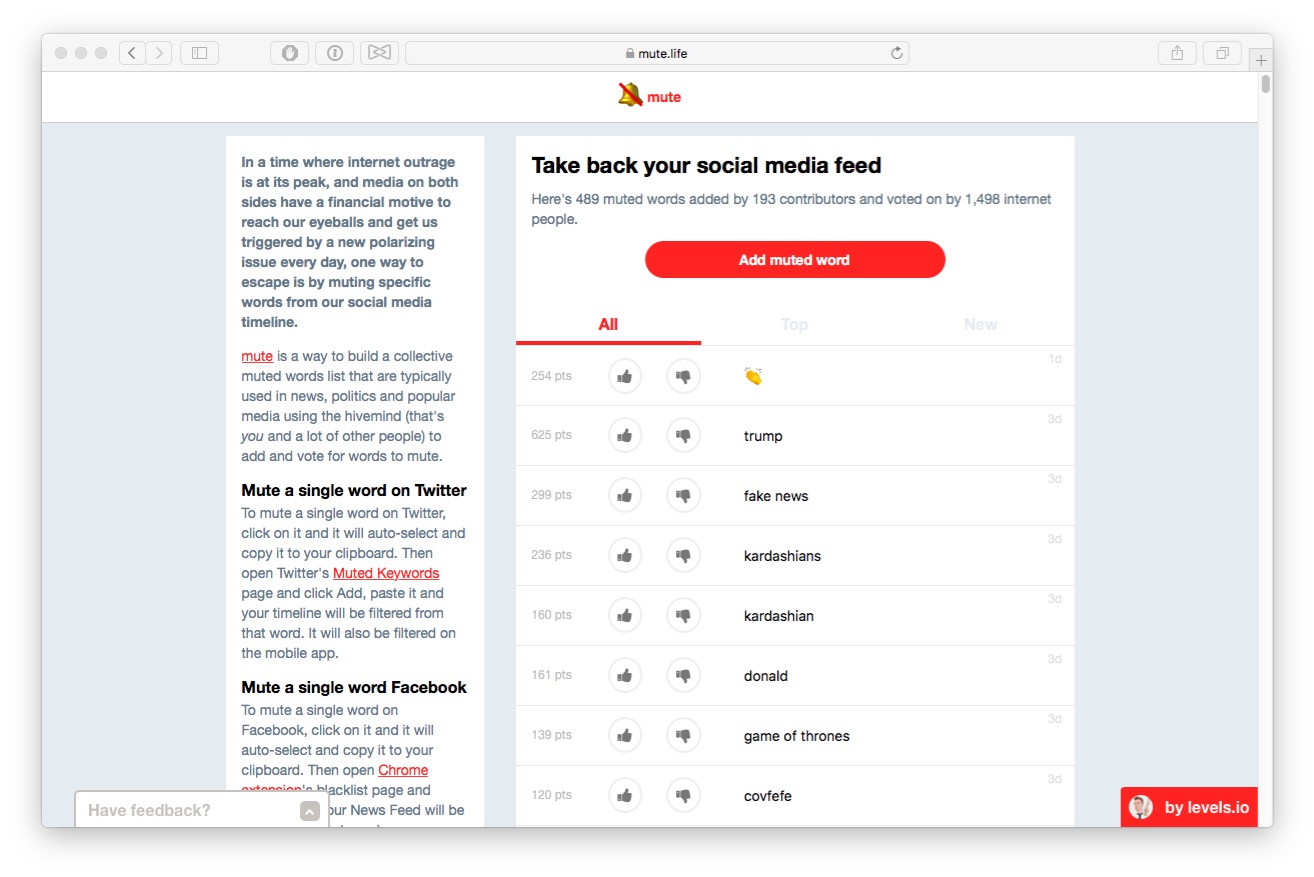 mute.life
mute
In a time where internet outrage
is at its peak, and media on both
sides have a financial motive to
reach our eyeballs and get us
triggered by a new polarizing
issue every day, one way to
escape is by muting specific
words from our social media
timeline.
mute is a way to build a collective
muted words list that are typically
used in news, politics and popular
media using the hivemind (that's
you and a lot of other people) to
add and vote for words to mute.
Mute a single word on Twitter
To mute a single word on Twitter,
click on it and it will auto-select and
copy it to your clipboard. Then
open Twitter's Muted Keywords
page and click Add, paste it and
your timeline will be filtered from
that word. It will also be filtered on
the mobile app.
Mute a single word Facebook
To mute a single word on
Facebook, click on it and it will
auto-select and copy it to your
clipboard. Then open Chrome
extension's blacklist page and
our News Feed will be
Have feedback?
Take back your social media feed
Here's 489 muted words added by 193 contributors and voted on by 1,498 internet
people.
Add muted word
All Top New
254 pts 👏 1d
625 pts trump 3d
299 pts fake news 3d
236 pts kardashians 3d
160 pts kardashian 3d
161 pts donald 3d
139 pts game of thrones 3d
120 pts covfefe 3d
by levels.io